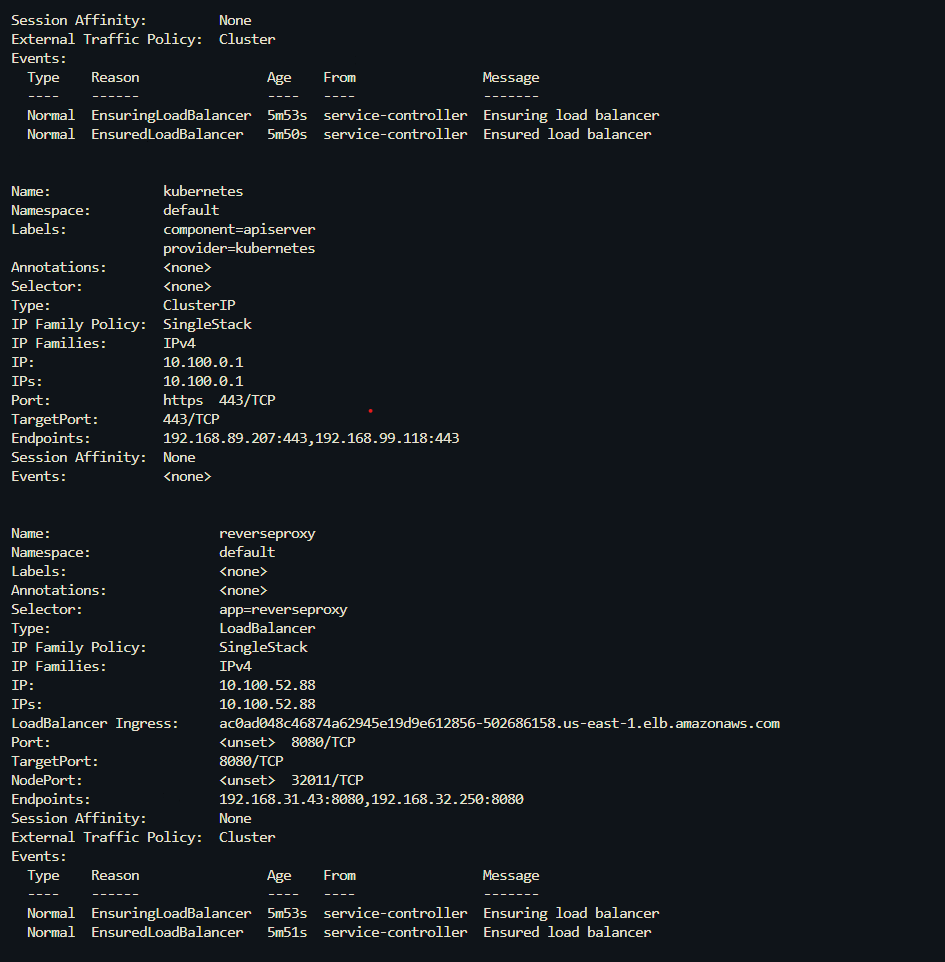 Session Affinity:         None
External Traffic Policy:  Cluster
Events:
  Type    Reason                Age    From                Message
  ----    ------                ----   ----                -------
  Normal  EnsuringLoadBalancer  5m53s  service-controller  Ensuring load balancer
  Normal  EnsuredLoadBalancer   5m50s  service-controller  Ensured load balancer
Name:              kubernetes
Namespace:         default
Labels:            component=apiserver
                   provider=kubernetes
Annotations:       <none>
Selector:          <none>
Type:              ClusterIP
IP Family Policy:  SingleStack
IP Families:       IPv4
IP:                10.100.0.1
IPs:               10.100.0.1
Port:              https  443/TCP
TargetPort:        443/TCP
Endpoints:         192.168.89.207:443,192.168.99.118:443
Session Affinity:  None
Events:            <none>
Name:                     reverseproxy
Namespace:                default
Labels:                   <none>
Annotations:              <none>
Selector:                 app=reverseproxy
Type:                     LoadBalancer
IP Family Policy:         SingleStack
IP Families:              IPv4
IP:                       10.100.52.88
IPs:                      10.100.52.88
LoadBalancer Ingress:     ac0ad048c46874a62945e19d9e612856-502686158.us-east-1.elb.amazonaws.com
Port:                     <unset>  8080/TCP
TargetPort:               8080/TCP
NodePort:                 <unset>  32011/TCP
Endpoints:                192.168.31.43:8080,192.168.32.250:8080
Session Affinity:         None
External Traffic Policy:  Cluster
Events:
  Type    Reason                Age    From                Message
  ----    ------                ----   ----                -------
  Normal  EnsuringLoadBalancer  5m53s  service-controller  Ensuring load balancer
  Normal  EnsuredLoadBalancer   5m51s  service-controller  Ensured load balancer